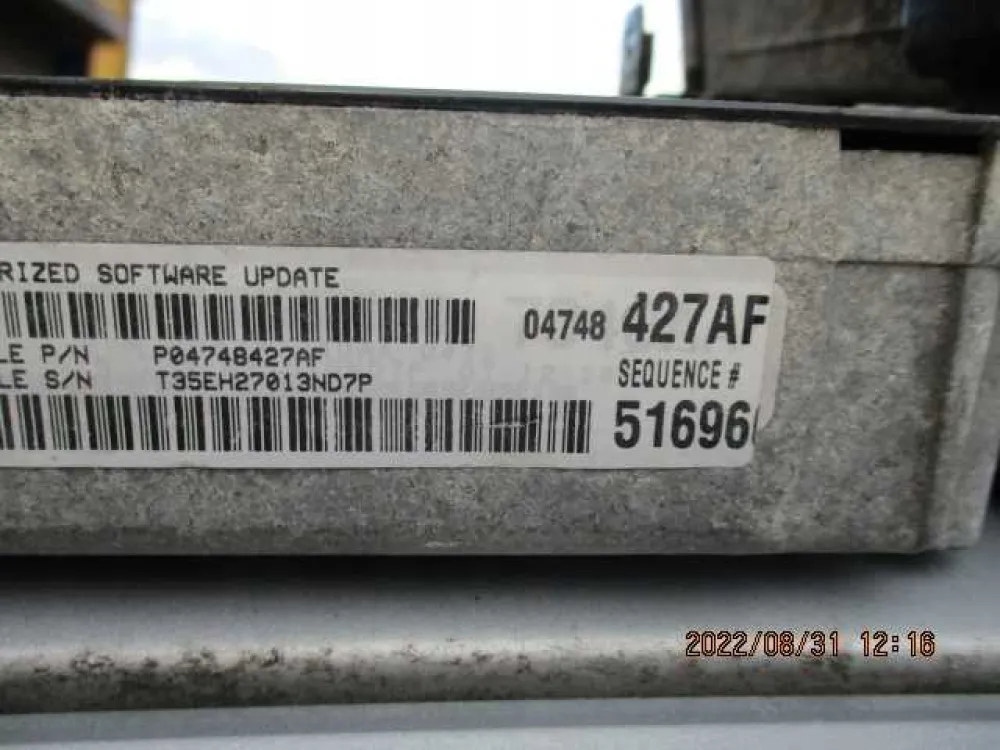 RIZED SOFTWARE UPDATE
04748 427AF
LE P/N P04748427AF
LE S/N T35EH27013ND7P
SEQUENCE #
51696
2022/08/31 12:16